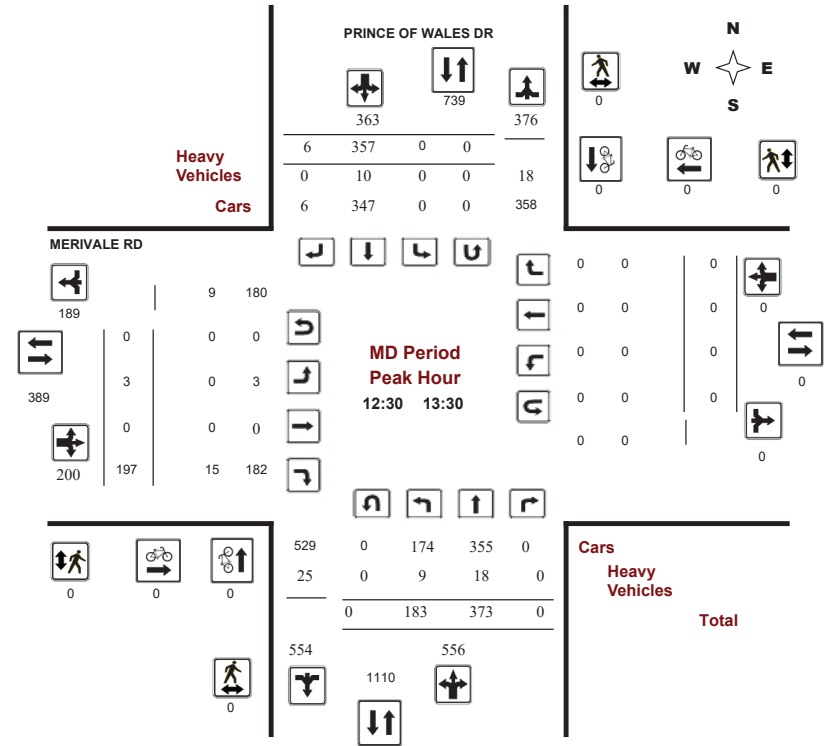 PRINCE OF WALES DR
N
W E
S
739
0
363 376
6 357 0 0
Heavy
Vehicles
0 10 0 0 18
Cars 6 347 0 0 358
0 0 0
MERIVALE RD
189
9 180
0 0 0
0 0 0
0
389
0 0 0
3 0 3
0 0 0
0 0 0
0
0 0 0
0 0
0
200
197 15 182
MD Period
Peak Hour
12:30 13:30
529 0 174 355 0
25 0 9 18 0
0 183 373 0
Cars
Heavy
Vehicles
Total
0 0 0
554 556
1110
0